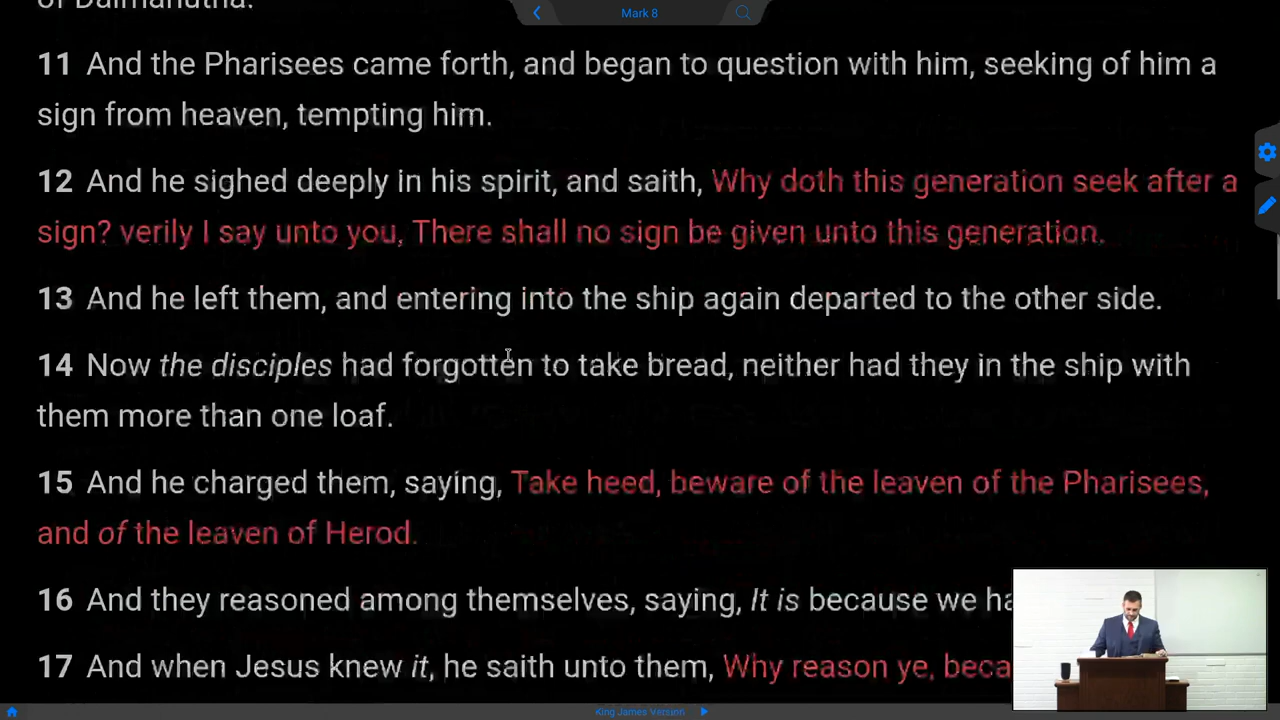 of Dalmanutha.
Mark 8
11 And the Pharisees came forth, and began to question with him, seeking of him a
sign from heaven, tempting him.
12 And he sighed deeply in his spirit, and saith, Why doth this generation seek after a
sign? verily I say unto you, There shall no sign be given unto this generation.
13 And he left them, and entering into the ship again departed to the other side.
14 Now the disciples had forgotten to take bread, neither had they in the ship with
them more than one loaf.
15 And he charged them, saying, Take heed, beware of the leaven of the Pharisees,
and of the leaven of Herod.
16 And they reasoned among themselves, saying, It is because we ha
17 And when Jesus knew it, he saith unto them, Why reason ye, beca
King James Version